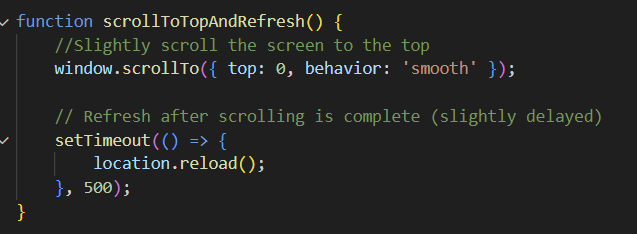 function scrollToTopAndRefresh() {
    //Slightly scroll the screen to the top
    window.scrollTo({ top: 0, behavior: 'smooth' });

    // Refresh after scrolling is complete (slightly delayed)
    setTimeout(() => {
        location.reload();
    }, 500);
}